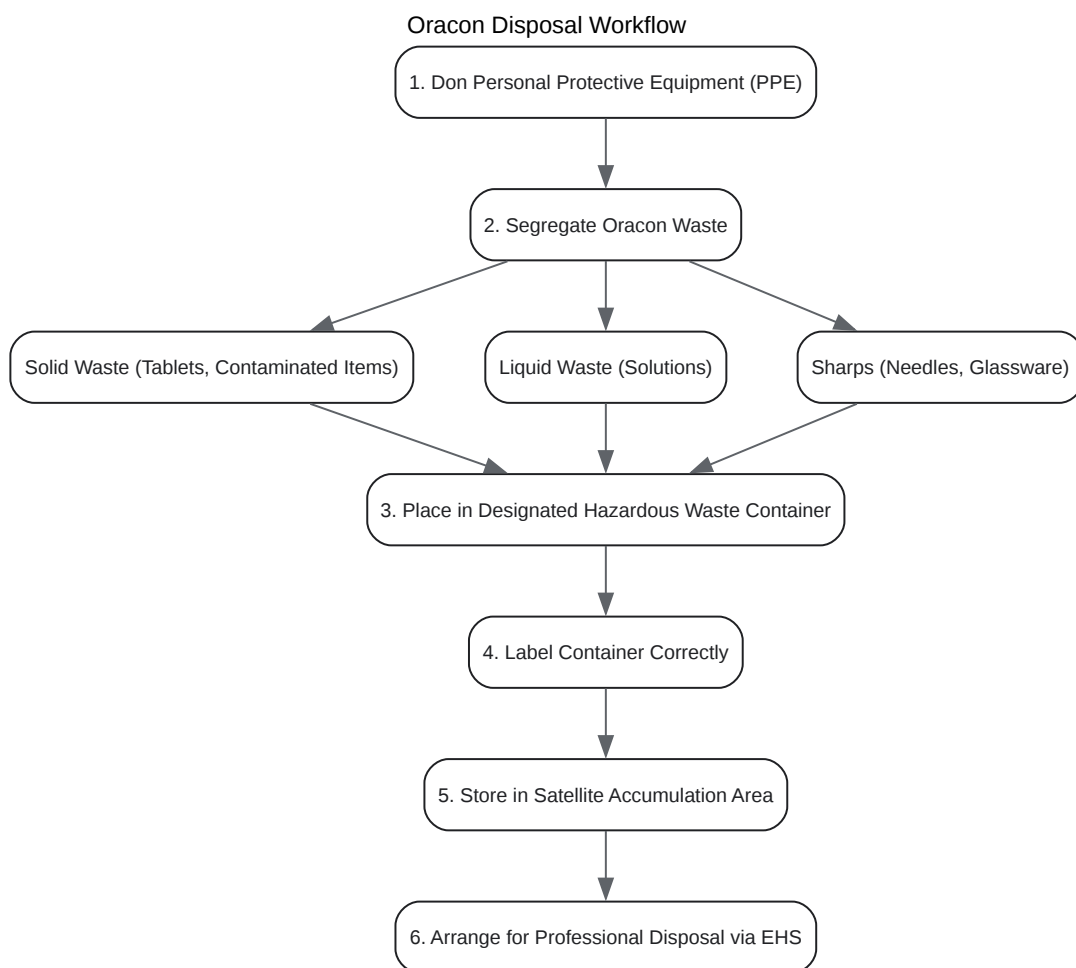 Oracon Disposal Workflow
1. Don Personal Protective Equipment (PPE)
2. Segregate Oracon Waste
Solid Waste (Tablets, Contaminated Items)
Liquid Waste (Solutions)
Sharps (Needles, Glassware)
3. Place in Designated Hazardous Waste Container
4. Label Container Correctly
5. Store in Satellite Accumulation Area
6. Arrange for Professional Disposal via EHS